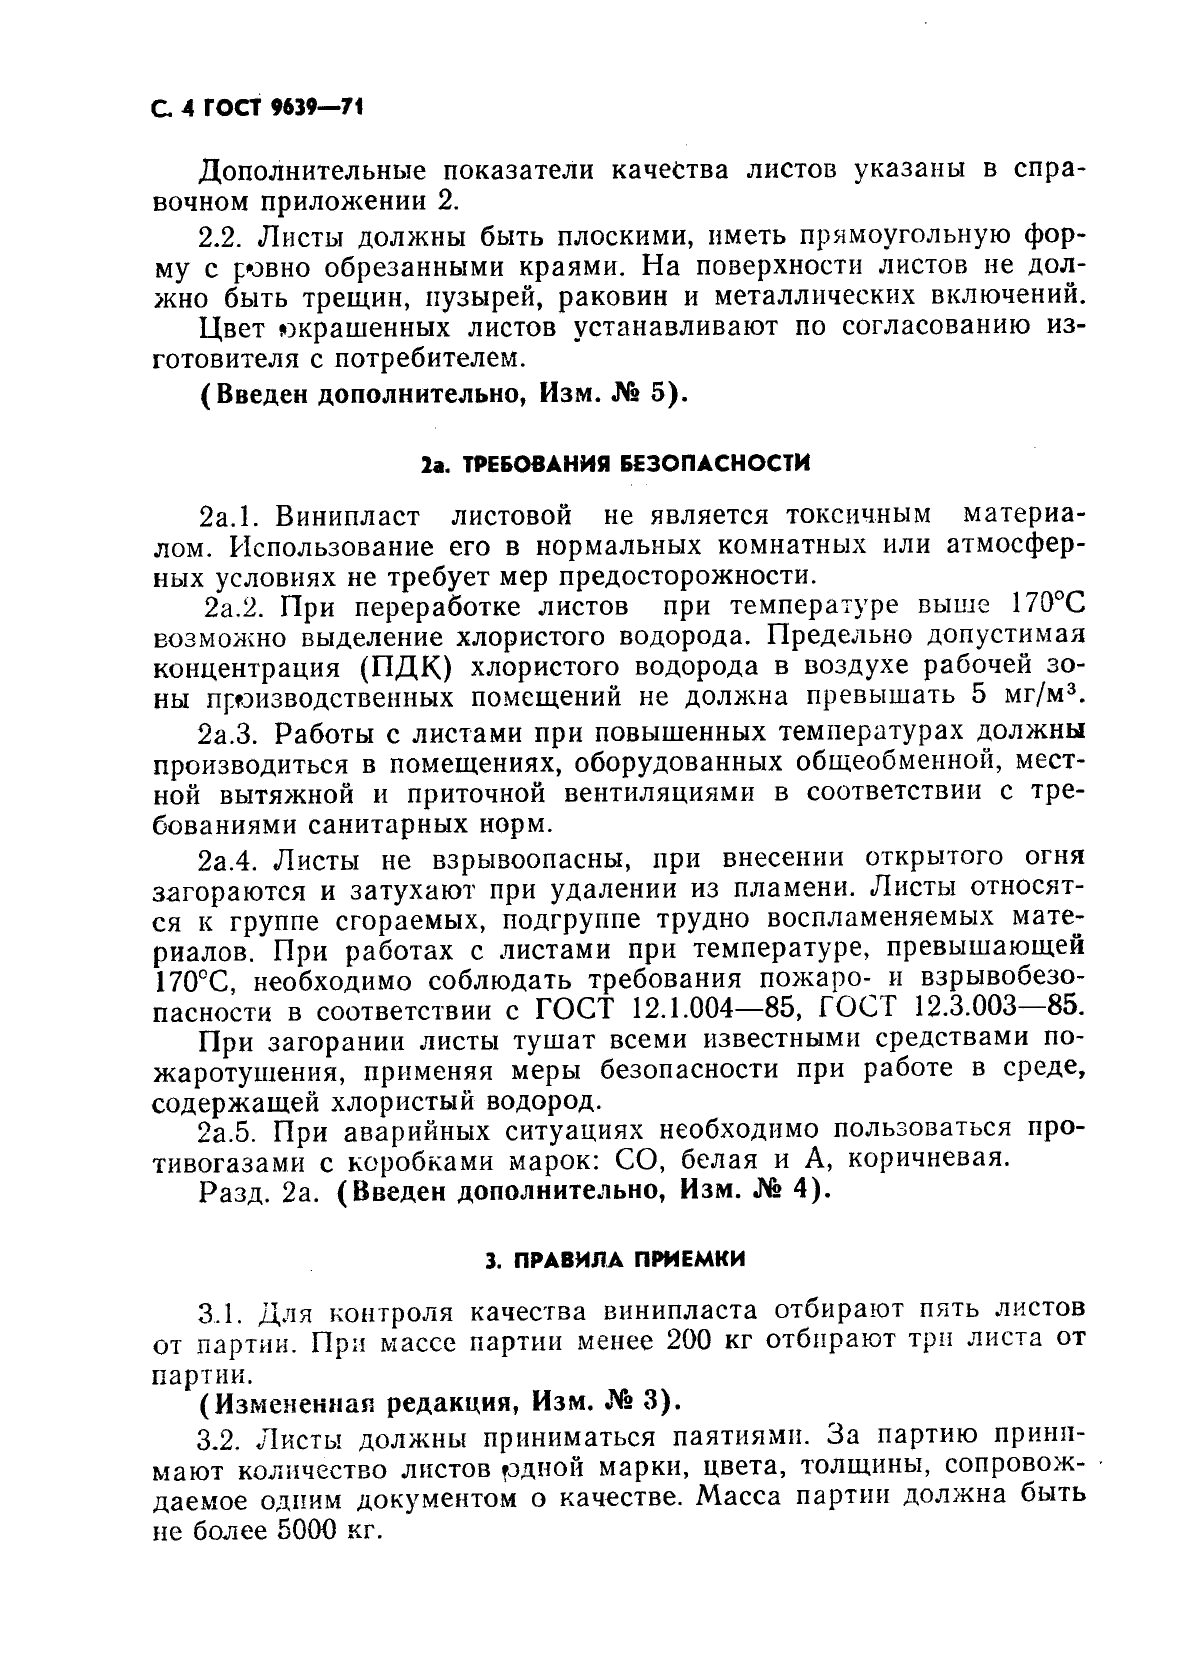 С. 4 ГОСТ 9639—71
Дополнительные показатели качества листов указаны в спра-
вочном приложении 2.
2.2. Листы должны быть плоскими, иметь прямоугольную фор-
му с ровно обрезанными краями. На поверхности листов не дол-
жно быть трещин, пузырей, раковин и металлических включений.
Цвет окрашенных листов устанавливают по согласованию из-
готовителя с потребителем.
(Введен дополнительно, Изм. № 5).
2а. ТРЕБОВАНИЯ БЕЗОПАСНОСТИ
2а.1. Винипласт листовой не является токсичным материа-
лом. Использование его в нормальных комнатных или атмосфер-
ных условиях не требует мер предосторожности.
2а.2. При переработке листов при температуре выше 170°С
возможно выделение хлористого водорода. Предельно допустимая
концентрация (ПДК) хлористого водорода в воздухе рабочей зо-
ны производственных помещений не должна превышать 5 мг/м³.
2а.3. Работы с листами при повышенных температурах должны
производиться в помещениях, оборудованных общеобменной, мест-
ной вытяжной и приточной вентиляциями в соответствии с тре-
бованиями санитарных норм.
2а.4. Листы не взрывоопасны, при внесении открытого огня
загораются и затухают при удалении из пламени. Листы относят-
ся к группе сгораемых, подгруппе трудно воспламеняемых мате-
риалов. При работах с листами при температуре, превышающей
170°С, необходимо соблюдать требования пожаро- и взрывобезо-
пасности в соответствии с ГОСТ 12.1.004—85, ГОСТ 12.3.003—85.
При загорании листы тушат всеми известными средствами по-
жаротушения, применяя меры безопасности при работе в среде,
содержащей хлористый водород.
2а.5. При аварийных ситуациях необходимо пользоваться про-
тивогазами с коробками марок: СО, белая и А, коричневая.
Разд. 2а. (Введен дополнительно, Изм. № 4).
3. ПРАВИЛА ПРИЕМКИ
3.1. Для контроля качества винипласта отбирают пять листов
от партии. При массе партии менее 200 кг отбирают три листа от
партии.
(Измененная редакция, Изм. № 3).
3.2. Листы должны приниматься паятиями. За партию прини-
мают количество листов одной марки, цвета, толщины, сопровож-
даемое одним документом о качестве. Масса партии должна быть
не более 5000 кг.